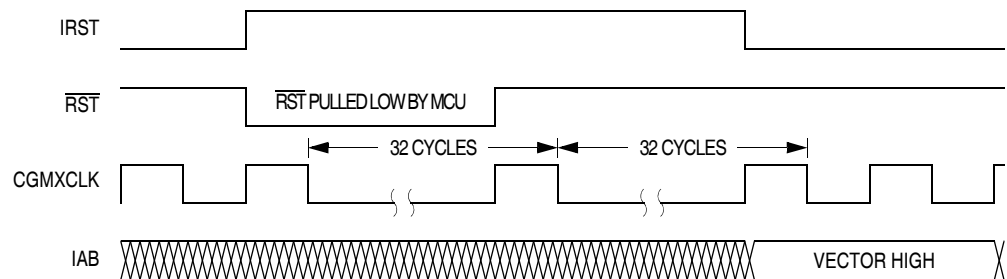 IRST
RST
RST PULLED LOW BY MCU
32 CYCLES 32 CYCLES
CGMXCLK
IAB
VECTOR HIGH